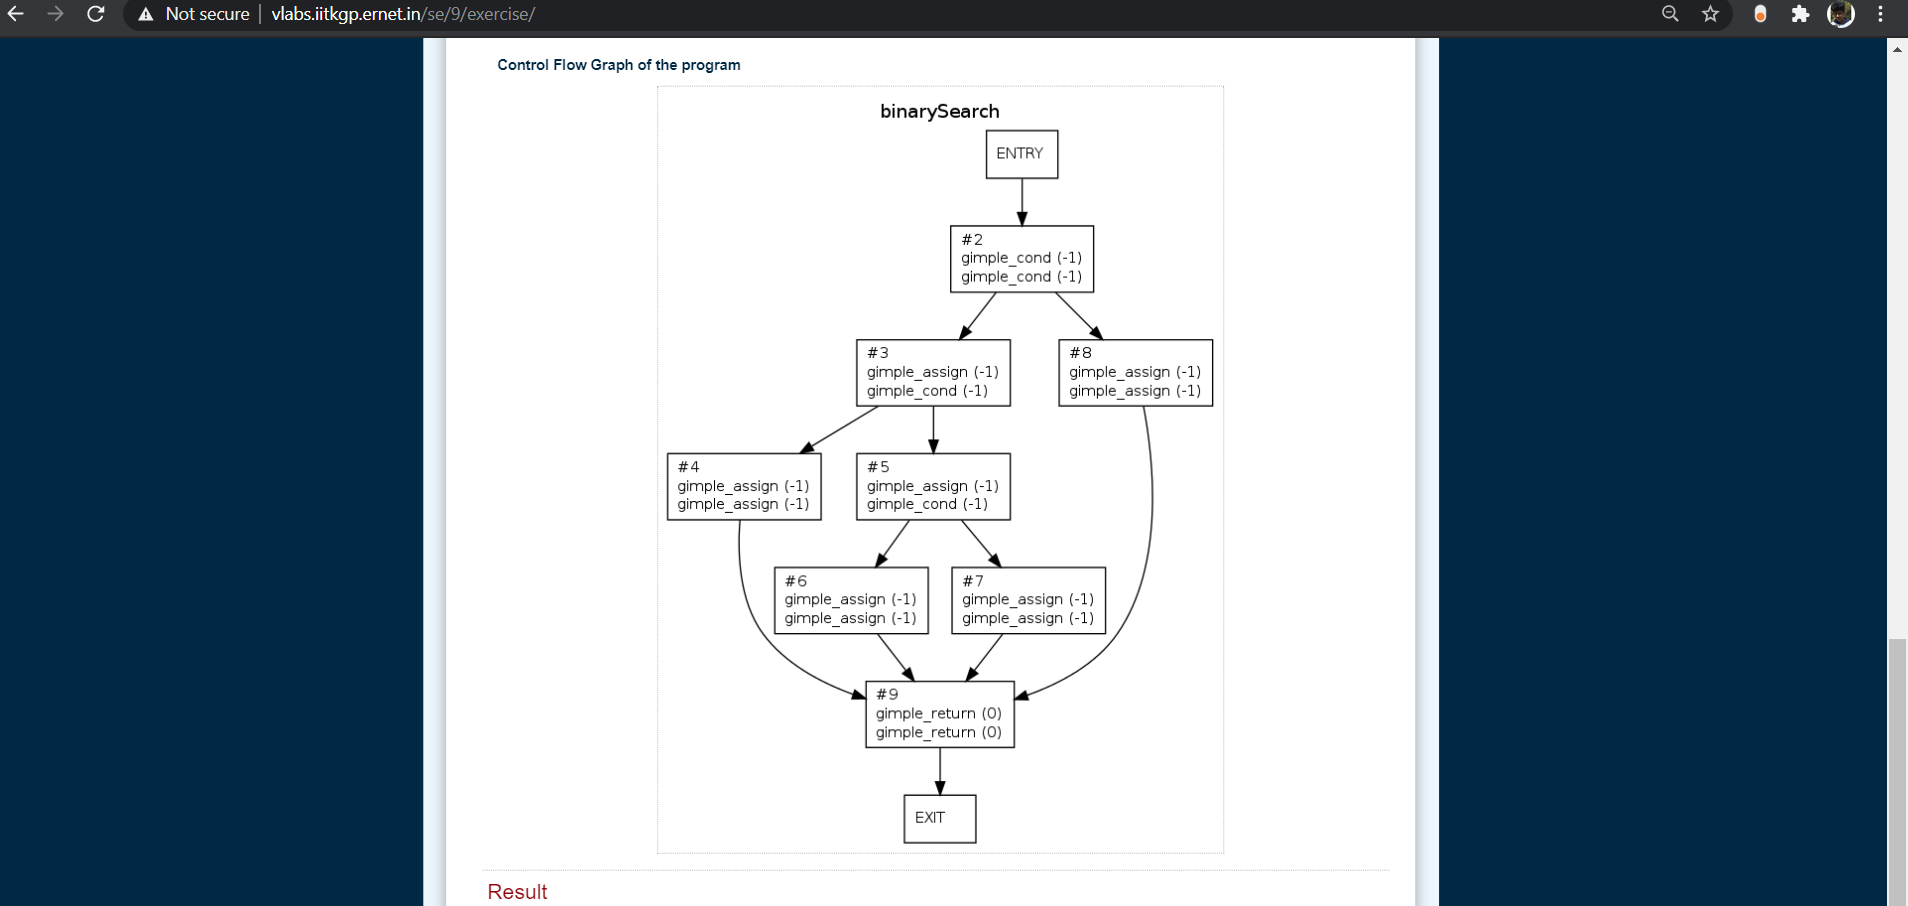 Not secure
vlabs.iitkgp.ernet.in/se/9/exercise/
Control Flow Graph of the program
binarySearch
ENTRY
#2
gimple_cond (-1)
gimple_cond (-1)
#3
gimple_assign (-1)
gimple_cond (-1)
#8
gimple_assign (-1)
gimple_assign (-1)
#4
gimple_assign (-1)
gimple_assign (-1)
#5
gimple_assign (-1)
gimple_cond (-1)
#6
gimple_assign (-1)
gimple_assign (-1)
#7
gimple_assign (-1)
gimple_assign (-1)
#9
gimple_return (0)
gimple_return (0)
EXIT
Result